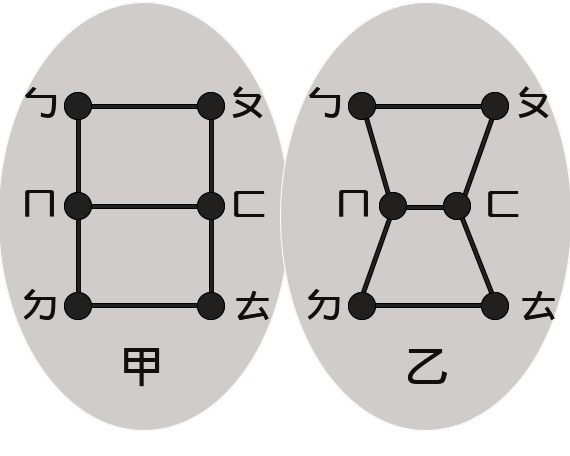 ㄅ ㄆ ㄅ ㄆ
ㄇ ㄈ ㄇ ㄈ
ㄉ ㄊ ㄉ ㄊ
甲 乙